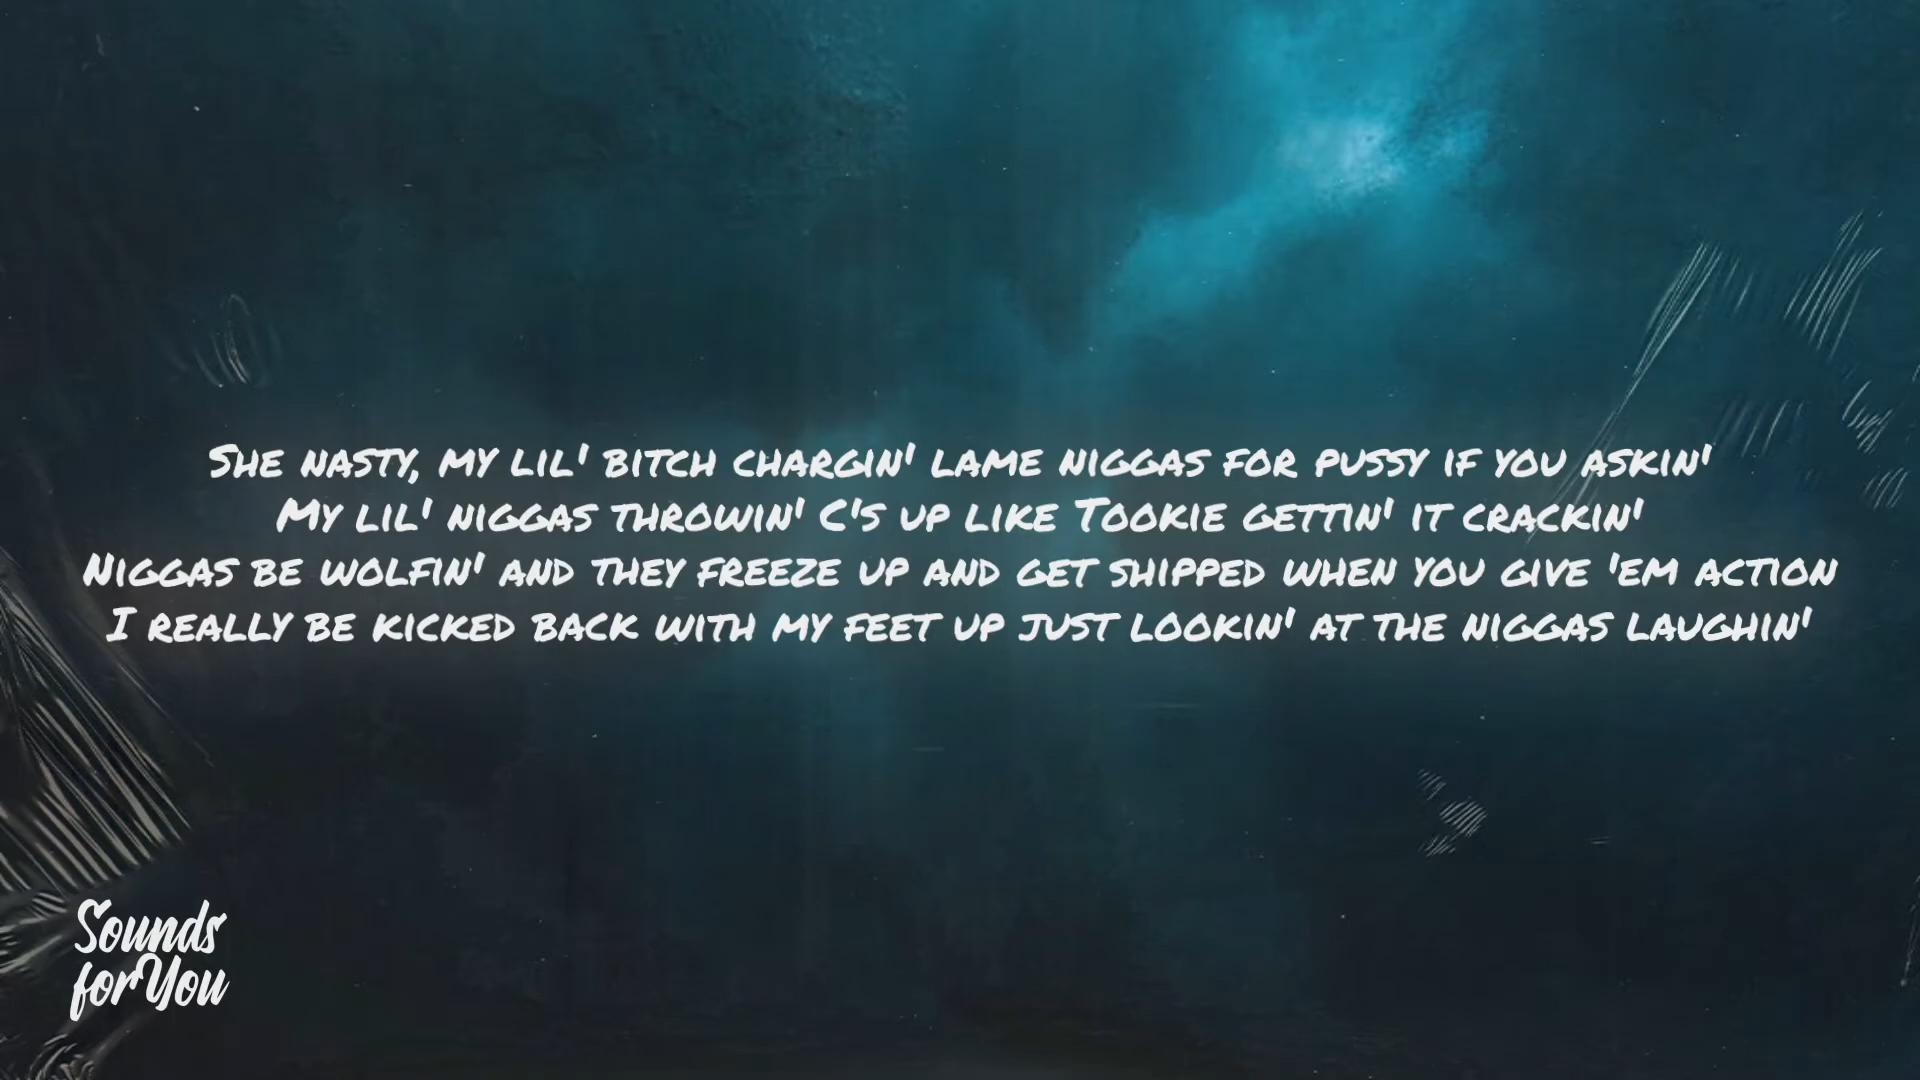 She nasty, my lil' bitch chargin' lame niggas for pussy if you askin'
My lil' niggas throwin' C's up like Tookie gettin' it crackin'
Niggas be wolfin' and they freeze up and get shipped when you give 'em action
I really be kicked back with my feet up just lookin' at the niggas laughin'
Sounds
for You